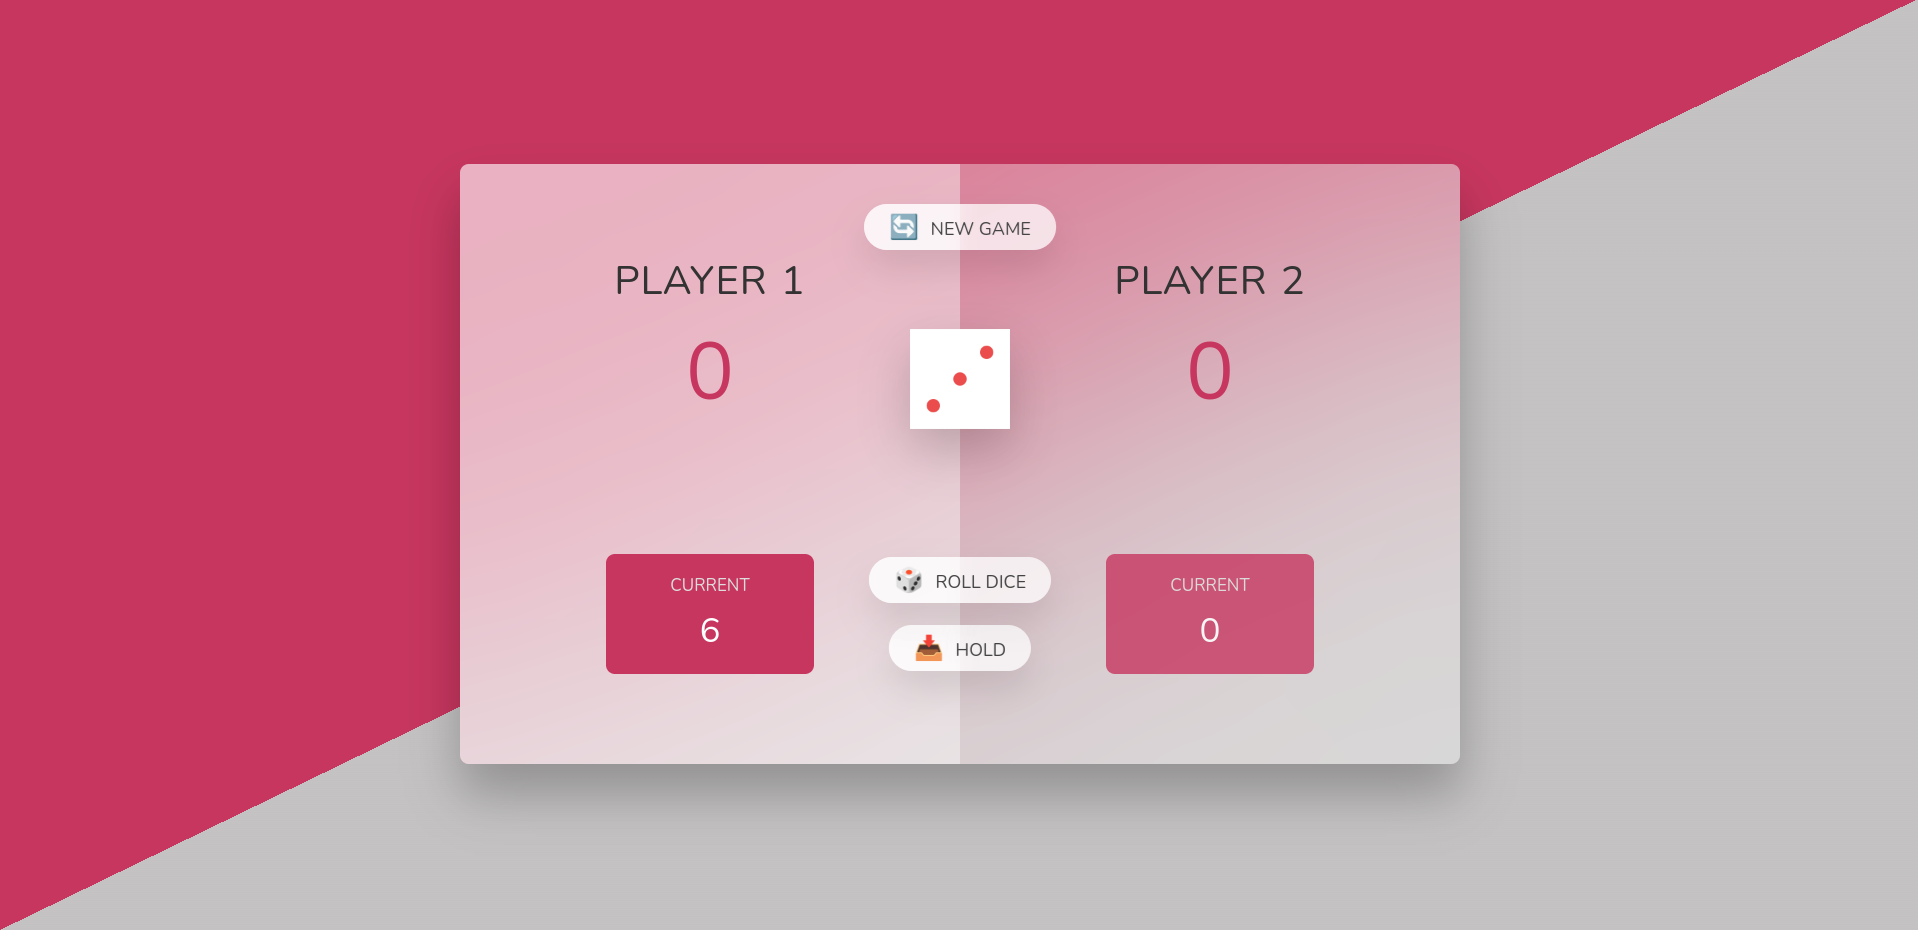 NEW GAME
PLAYER 1
0
CURRENT
6
PLAYER 2
0
CURRENT
0
ROLL DICE
HOLD